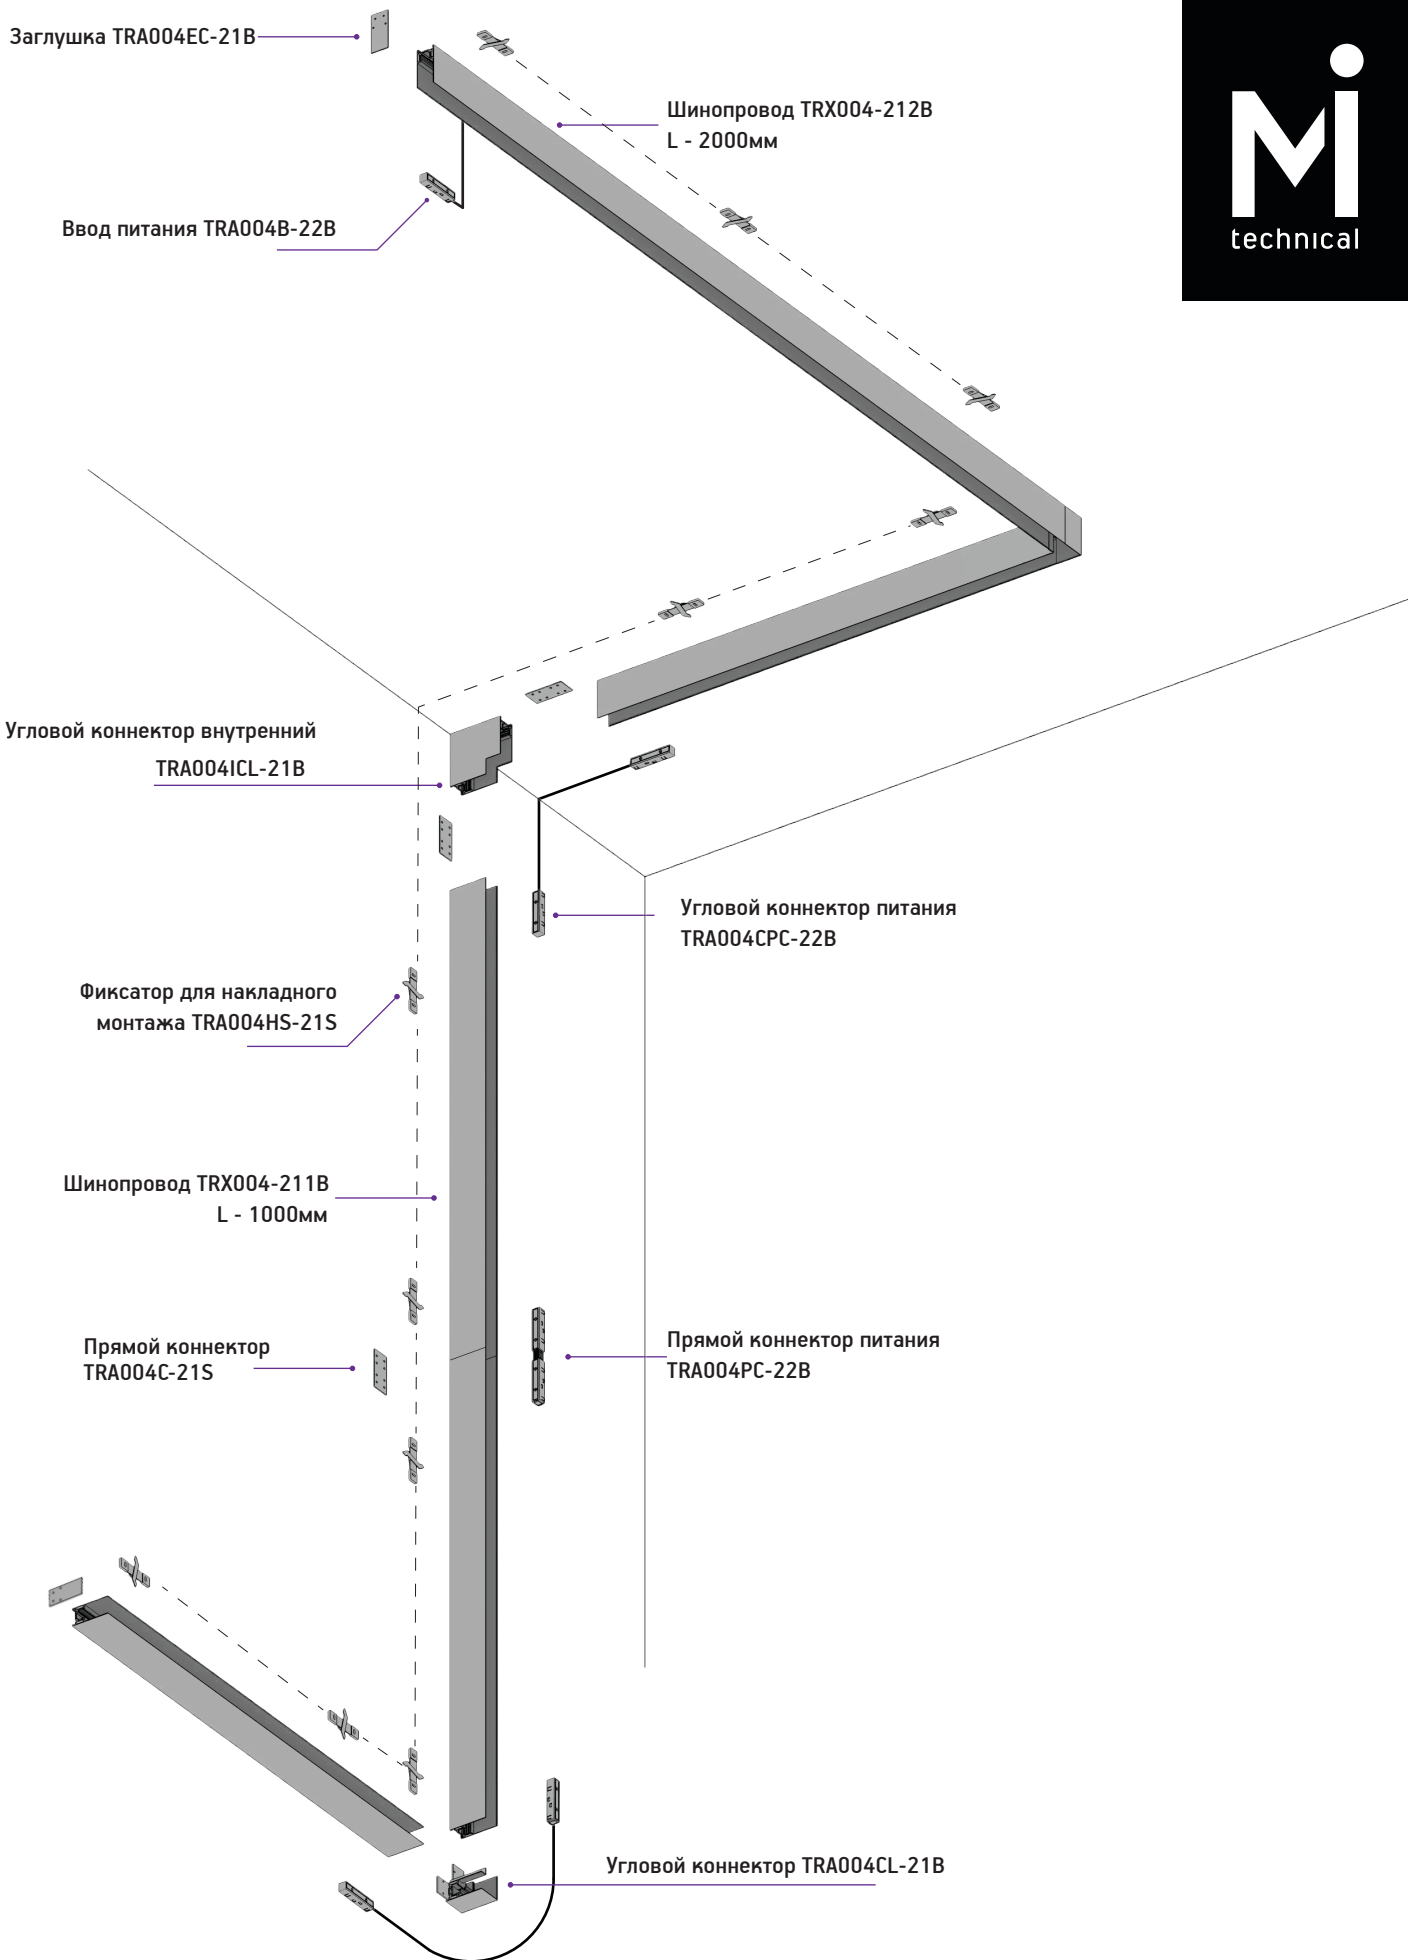 Заглушка TRA004EC-21B
Mi
technical
Шинопровод TRX004-212B
L - 2000мм
Ввод питания TRA004B-22B
Угловой коннектор внутренний
TRA004ICL-21B
Угловой коннектор питания
TRA004CPC-22B
Фиксатор для накладного
монтажа TRA004HS-21S
Шинопровод TRX004-211B
L - 1000мм
Прямой коннектор
TRA004C-21S
Прямой коннектор питания
TRA004PC-22B
Угловой коннектор TRA004CL-21B